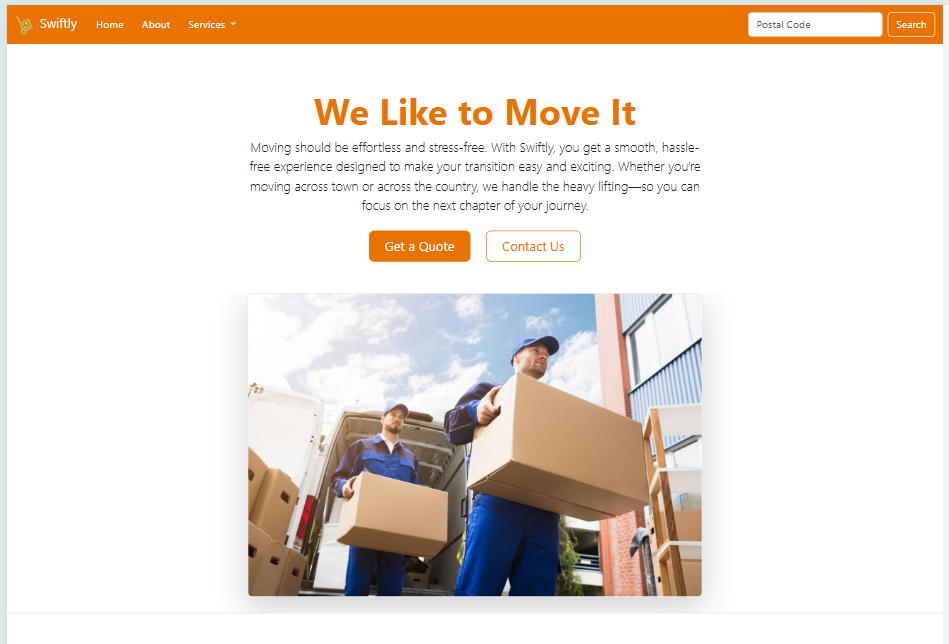 Swiftly Home About Services Postal Code Search
We Like to Move It
Moving should be effortless and stress-free. With Swiftly, you get a smooth, hassle-
free experience designed to make your transition easy and exciting. Whether you're
moving across town or across the country, we handle the heavy lifting—so you can
focus on the next chapter of your journey.
Get a Quote Contact Us